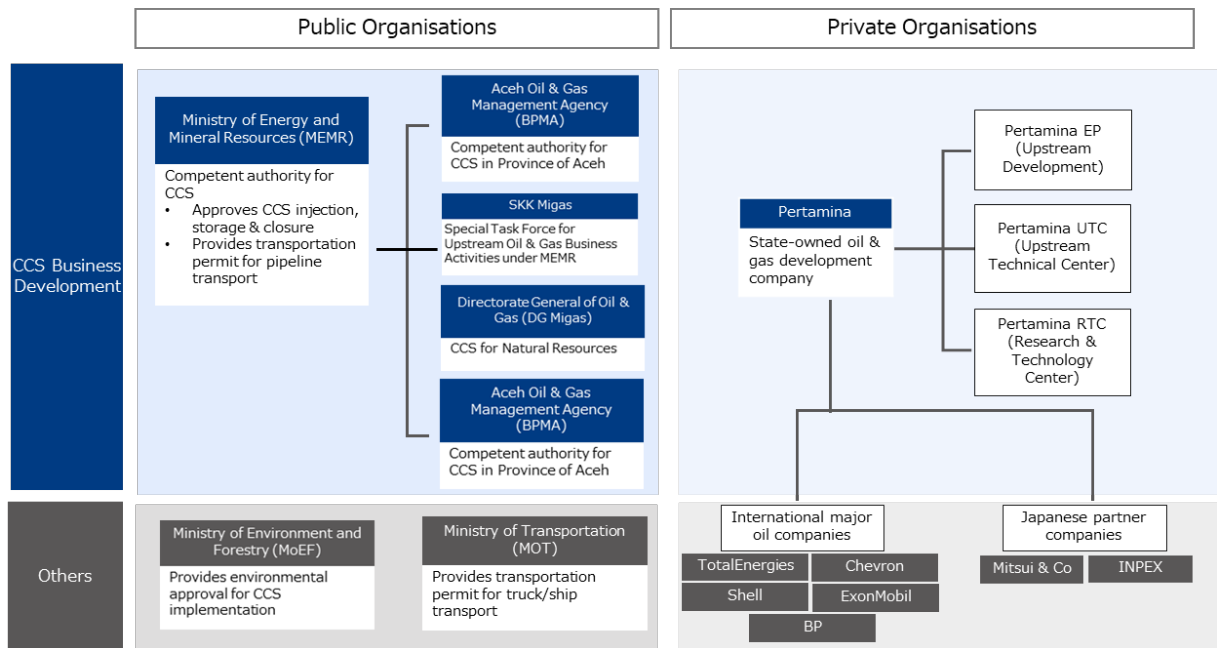 Public Organisations
Private Organisations
CCS Business
Development
Ministry of Energy and
Mineral Resources (MEMR)
Competent authority for
CCS
• Approves CCS injection,
storage & closure
• Provides transportation
permit for pipeline
transport
Aceh Oil & Gas
Management Agency
(BPMA)
Competent authority for
CCS in Province of Aceh
SKK Migas
Special Task Force for
Upstream Oil & Gas Business
Activities under MEMR
Directorate General of Oil &
Gas (DG Migas)
CCS for Natural Resources
Aceh Oil & Gas
Management Agency
(BPMA)
Competent authority for
CCS in Province of Aceh
Pertamina
State-owned oil &
gas development
company
Pertamina EP
(Upstream
Development)
Pertamina UTC
(Upstream
Technical Center)
Pertamina RTC
(Research &
Technology
Center)
Others
Ministry of Environment and
Forestry (MoEF)
Provides environmental
approval for CCS
implementation
Ministry of Transportation
(MOT)
Provides transportation
permit for truck/ship
transport
International major
oil companies
TotalEnergies
Chevron
Shell
ExonMobil
BP
Japanese partner
companies
Mitsui & Co
INPEX